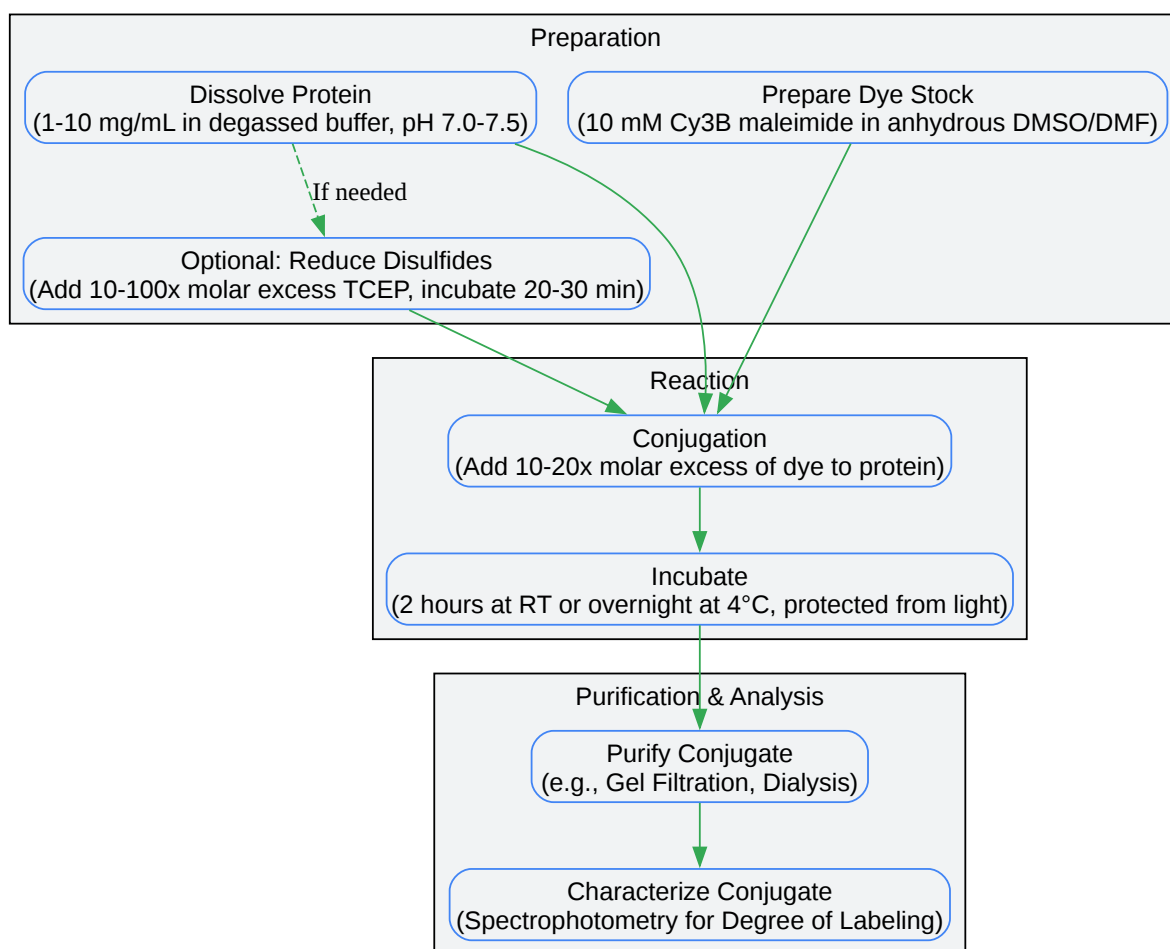 Preparation
Dissolve Protein
(1-10 mg/mL in degassed buffer, pH 7.0-7.5)
Prepare Dye Stock
(10 mM Cy3B maleimide in anhydrous DMSO/DMF)
If needed
Optional: Reduce Disulfides
(Add 10-100x molar excess TCEP, incubate 20-30 min)
Reaction
Conjugation
(Add 10-20x molar excess of dye to protein)
Incubate
(2 hours at RT or overnight at 4°C, protected from light)
Purification & Analysis
Purify Conjugate
(e.g., Gel Filtration, Dialysis)
Characterize Conjugate
(Spectrophotometry for Degree of Labeling)